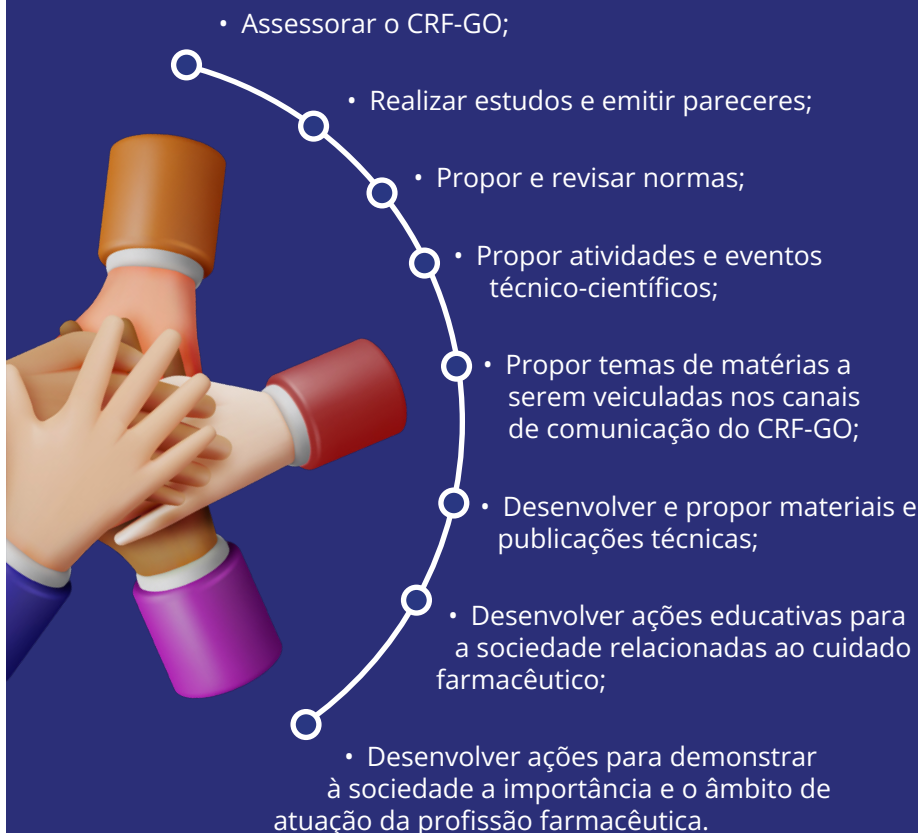 • Assessorar o CRF-GO;
• Realizar estudos e emitir pareceres;
• Propor e revisar normas;
• Propor atividades e eventos
técnico-científicos;
• Propor temas de matérias a
serem veiculadas nos canais
de comunicação do CRF-GO;
• Desenvolver e propor materiais e
publicações técnicas;
• Desenvolver ações educativas para
a sociedade relacionadas ao cuidado
farmacêutico;
• Desenvolver ações para demonstrar
à sociedade a importância e o âmbito de
atuação da profissão farmacêutica.